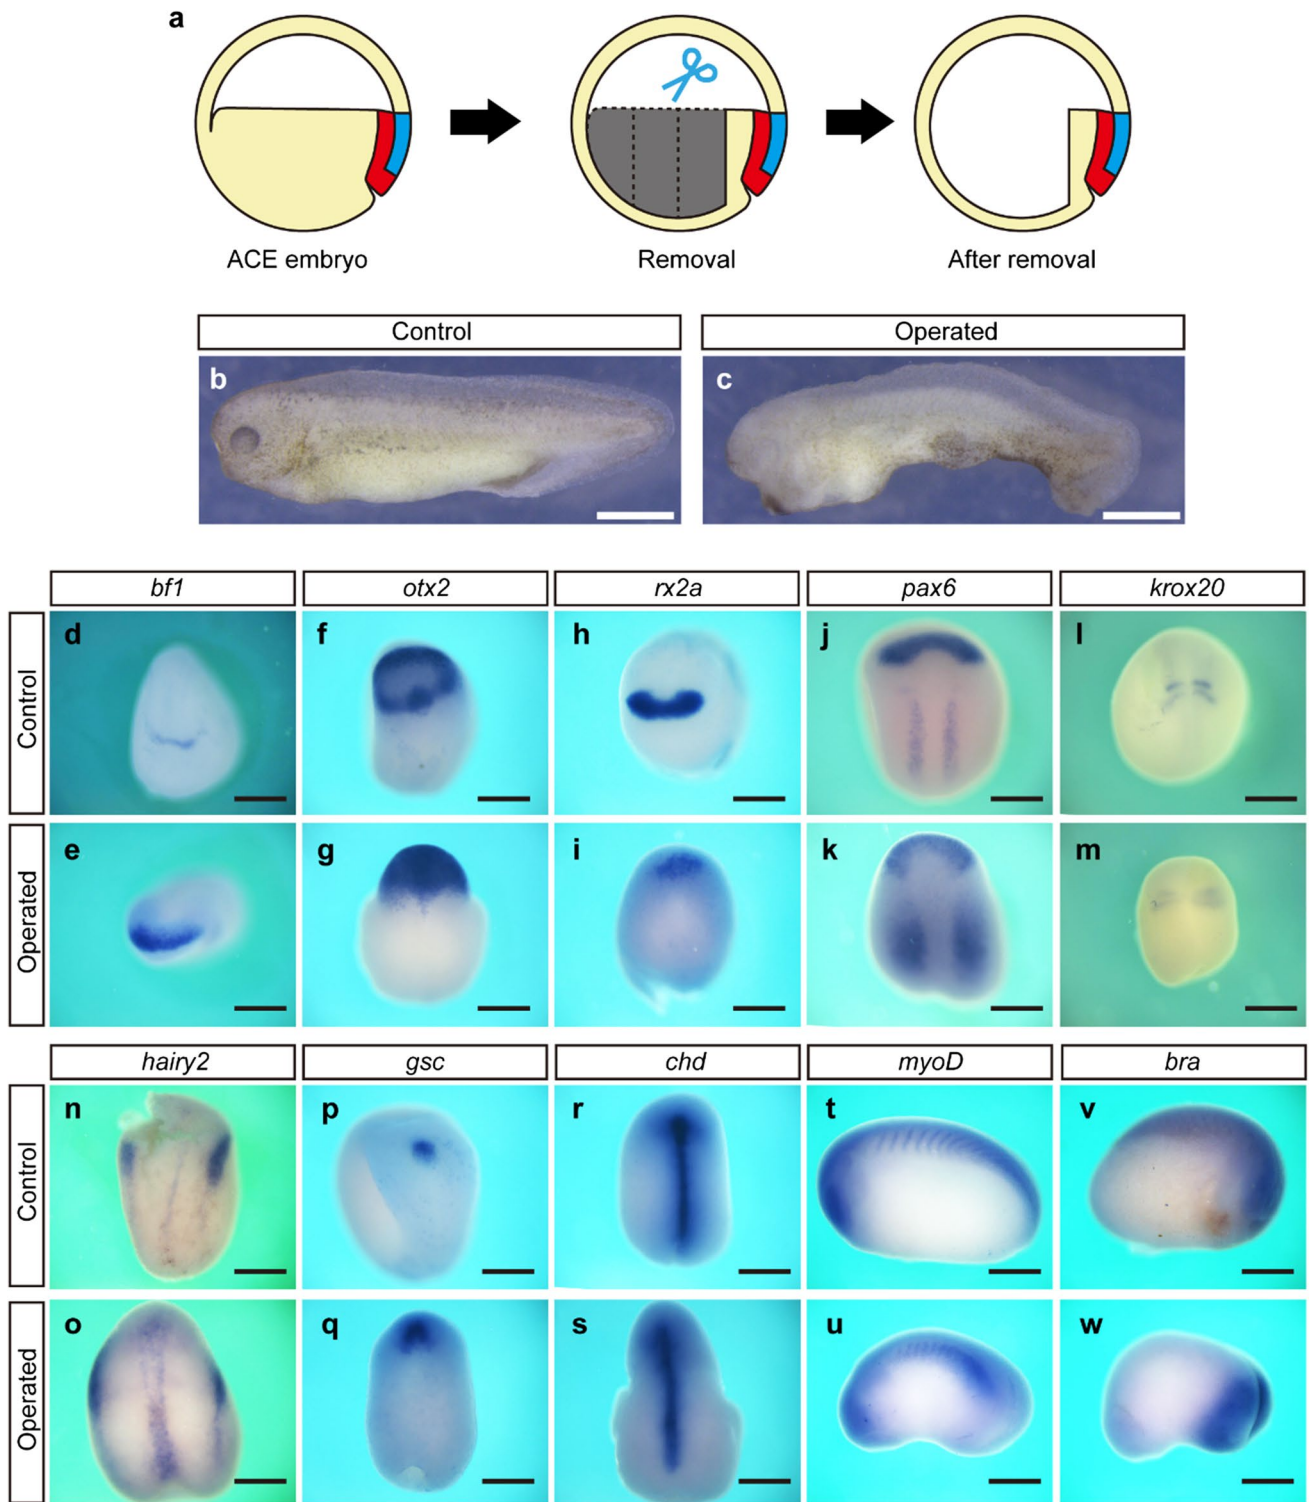 a
ACE embryo
Removal
After removal
Control
Operated
b
c
bf1
otx2
rx2a
pax6
krox20
Control
d
f
h
j
l
Operated
e
g
i
k
m
hairy2
gsc
chd
myoD
bra
Control
n
p
r
t
v
Operated
o
q
s
u
w